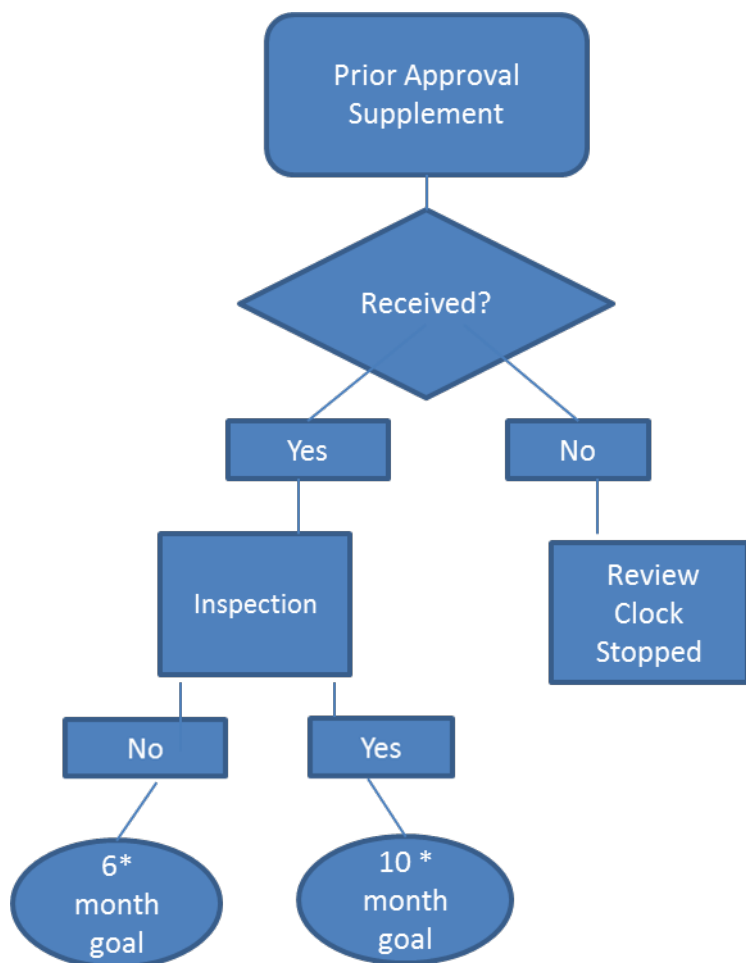 Prior Approval
Supplement
Received?
Yes
No
Inspection
Review
Clock
Stopped
No
Yes
6*
month
goal
10 *
month
goal